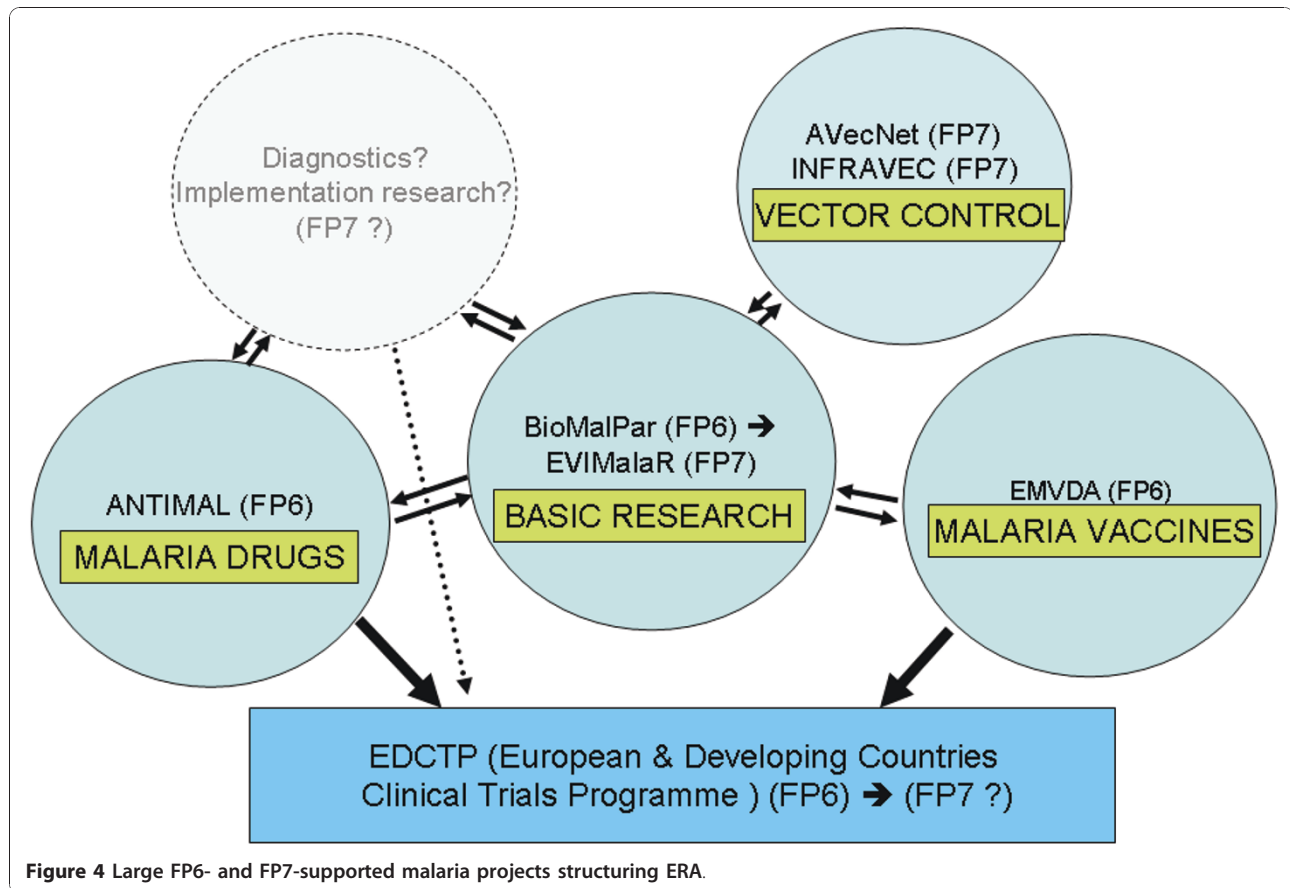 Diagnostics?
Implementation research?
(FP7 ?)
AVecNet (FP7)
INFRAVEC (FP7)
VECTOR CONTROL
BioMalPar (FP6) ➔
EVIMalaR (FP7)
BASIC RESEARCH
ANTIMAL (FP6)
MALARIA DRUGS
EMVDA (FP6)
MALARIA VACCINES
EDCTP (European & Developing Countries
Clinical Trials Programme ) (FP6) ➔ (FP7 ?)
Figure 4 Large FP6- and FP7-supported malaria projects structuring ERA.